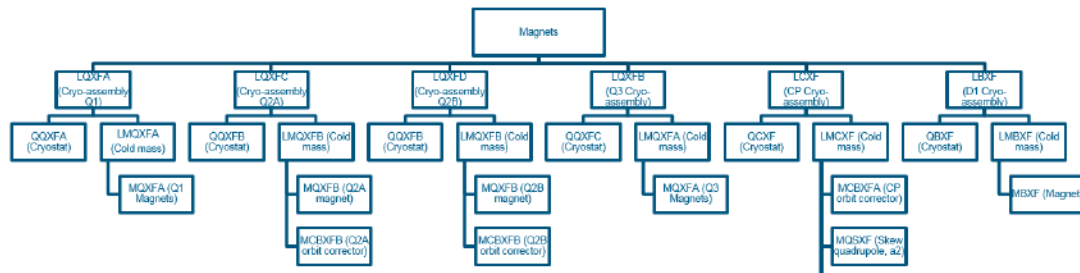 Magnets
LQXFA
(Cryo-assembly
Q1)
LQXFC
(Cryo-assembly
Q2A)
LQXFD
(Cryo-assembly
Q2B)
LQXFB
(Q3 Cryo-
assembly)
LCXF
(CP Cryo-
assembly)
LBXF
(D1 Cryo-
assembly)
QQXFA
(Cryostat)
LMQXFA
(Cold mass)
QQXFB
(Cryostat)
LMQXFB (Cold
mass)
QQXFB
(Cryostat)
LMQXFB (Cold
mass)
QQXFC
(Cryostat)
LMQXFA (Cold
mass)
QCXF
(Cryostat)
LMCXF (Cold
mass)
QBXF
(Cryostat)
LMBXF (Cold
mass)
MQXFA (Q1
Magnets)
MQXFB (Q2A
magnet)
MQXFB (Q2B
magnet)
MQXFA (Q3
Magnets)
MCBXFA (CP
orbit corrector)
MBXF (Magnet)
MCBXFB (Q2A
orbit corrector)
MCBXFB (Q2B
orbit corrector)
MQSXF (Skew
quadrupole, a2)